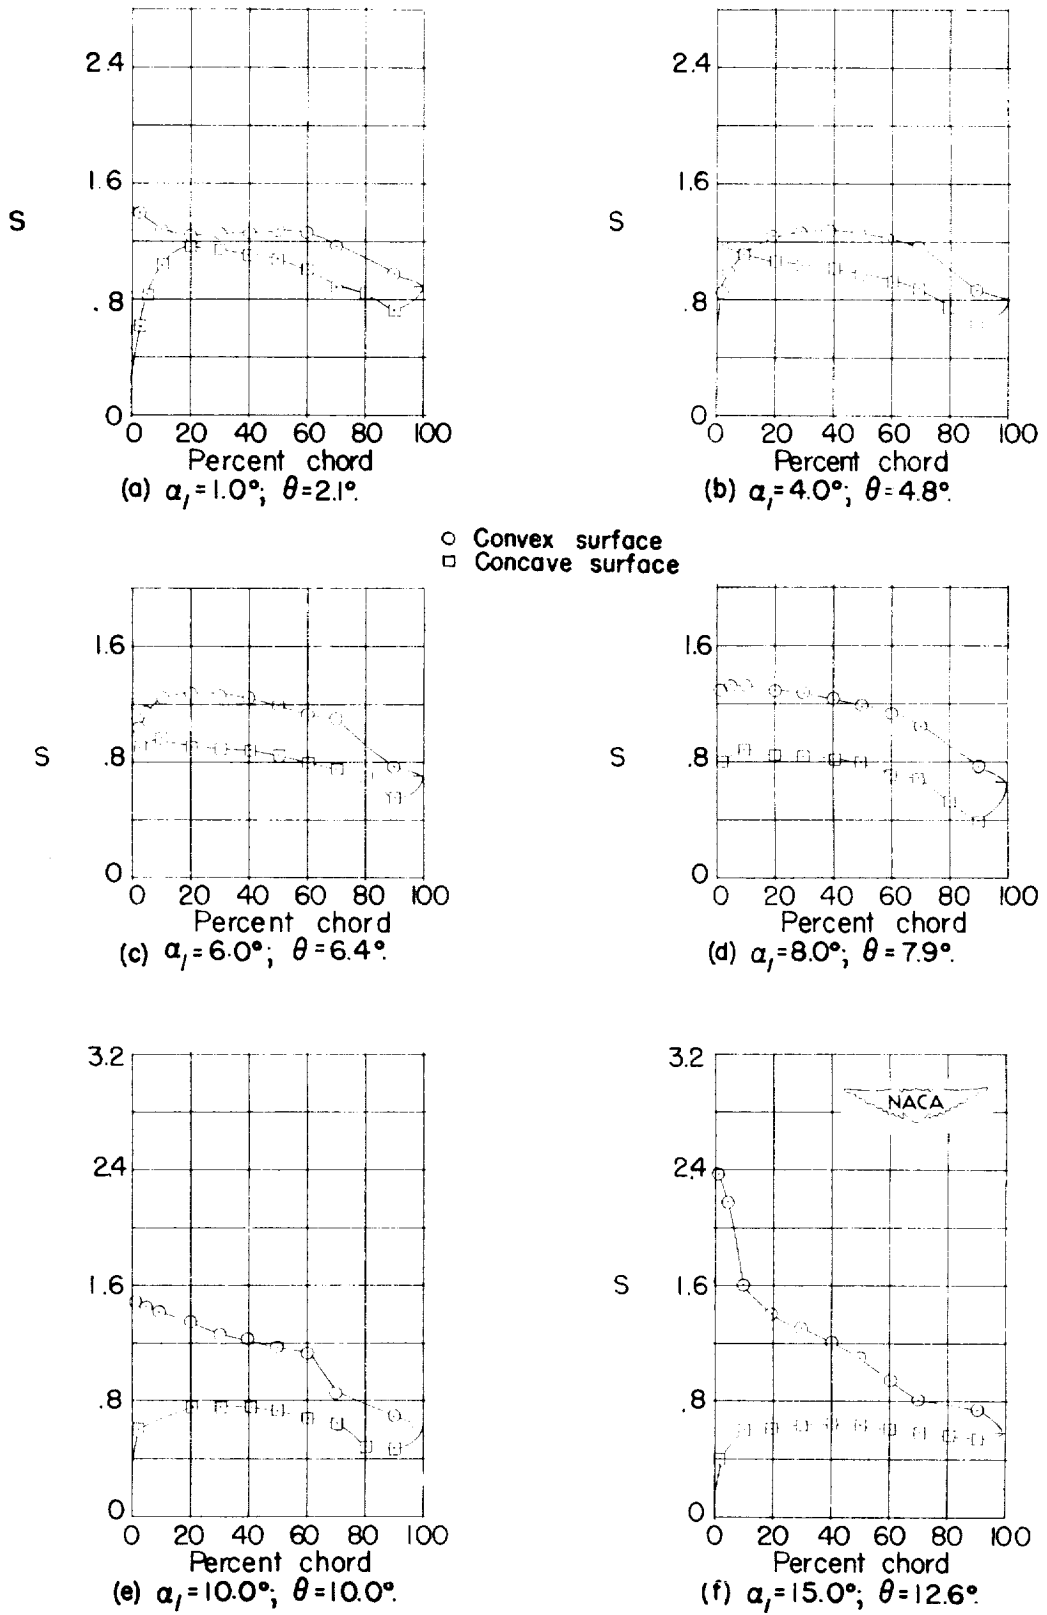 2.4
1.6
S
.8
0
0 20 40 60 80 100
Percent chord
(a) α₁=1.0°; θ=2.1°.
2.4
1.6
S
.8
0
0 20 40 60 80 100
Percent chord
(b) α₁=4.0°; θ=4.8°.
Convex surface
Concave surface
1.6
S
.8
0
0 20 40 60 80 100
Percent chord
(c) α₁=6.0°; θ=6.4°.
1.6
S
.8
0
0 20 40 60 80 100
Percent chord
(d) α₁=8.0°; θ=7.9°.
3.2
2.4
1.6
.8
0
0 20 40 60 80 100
Percent chord
(e) α₁=10.0°; θ=10.0°.
3.2
NACA
2.4
1.6
S
.8
0
0 20 40 60 80 100
Percent chord
(f) α₁=15.0°; θ=12.6°.